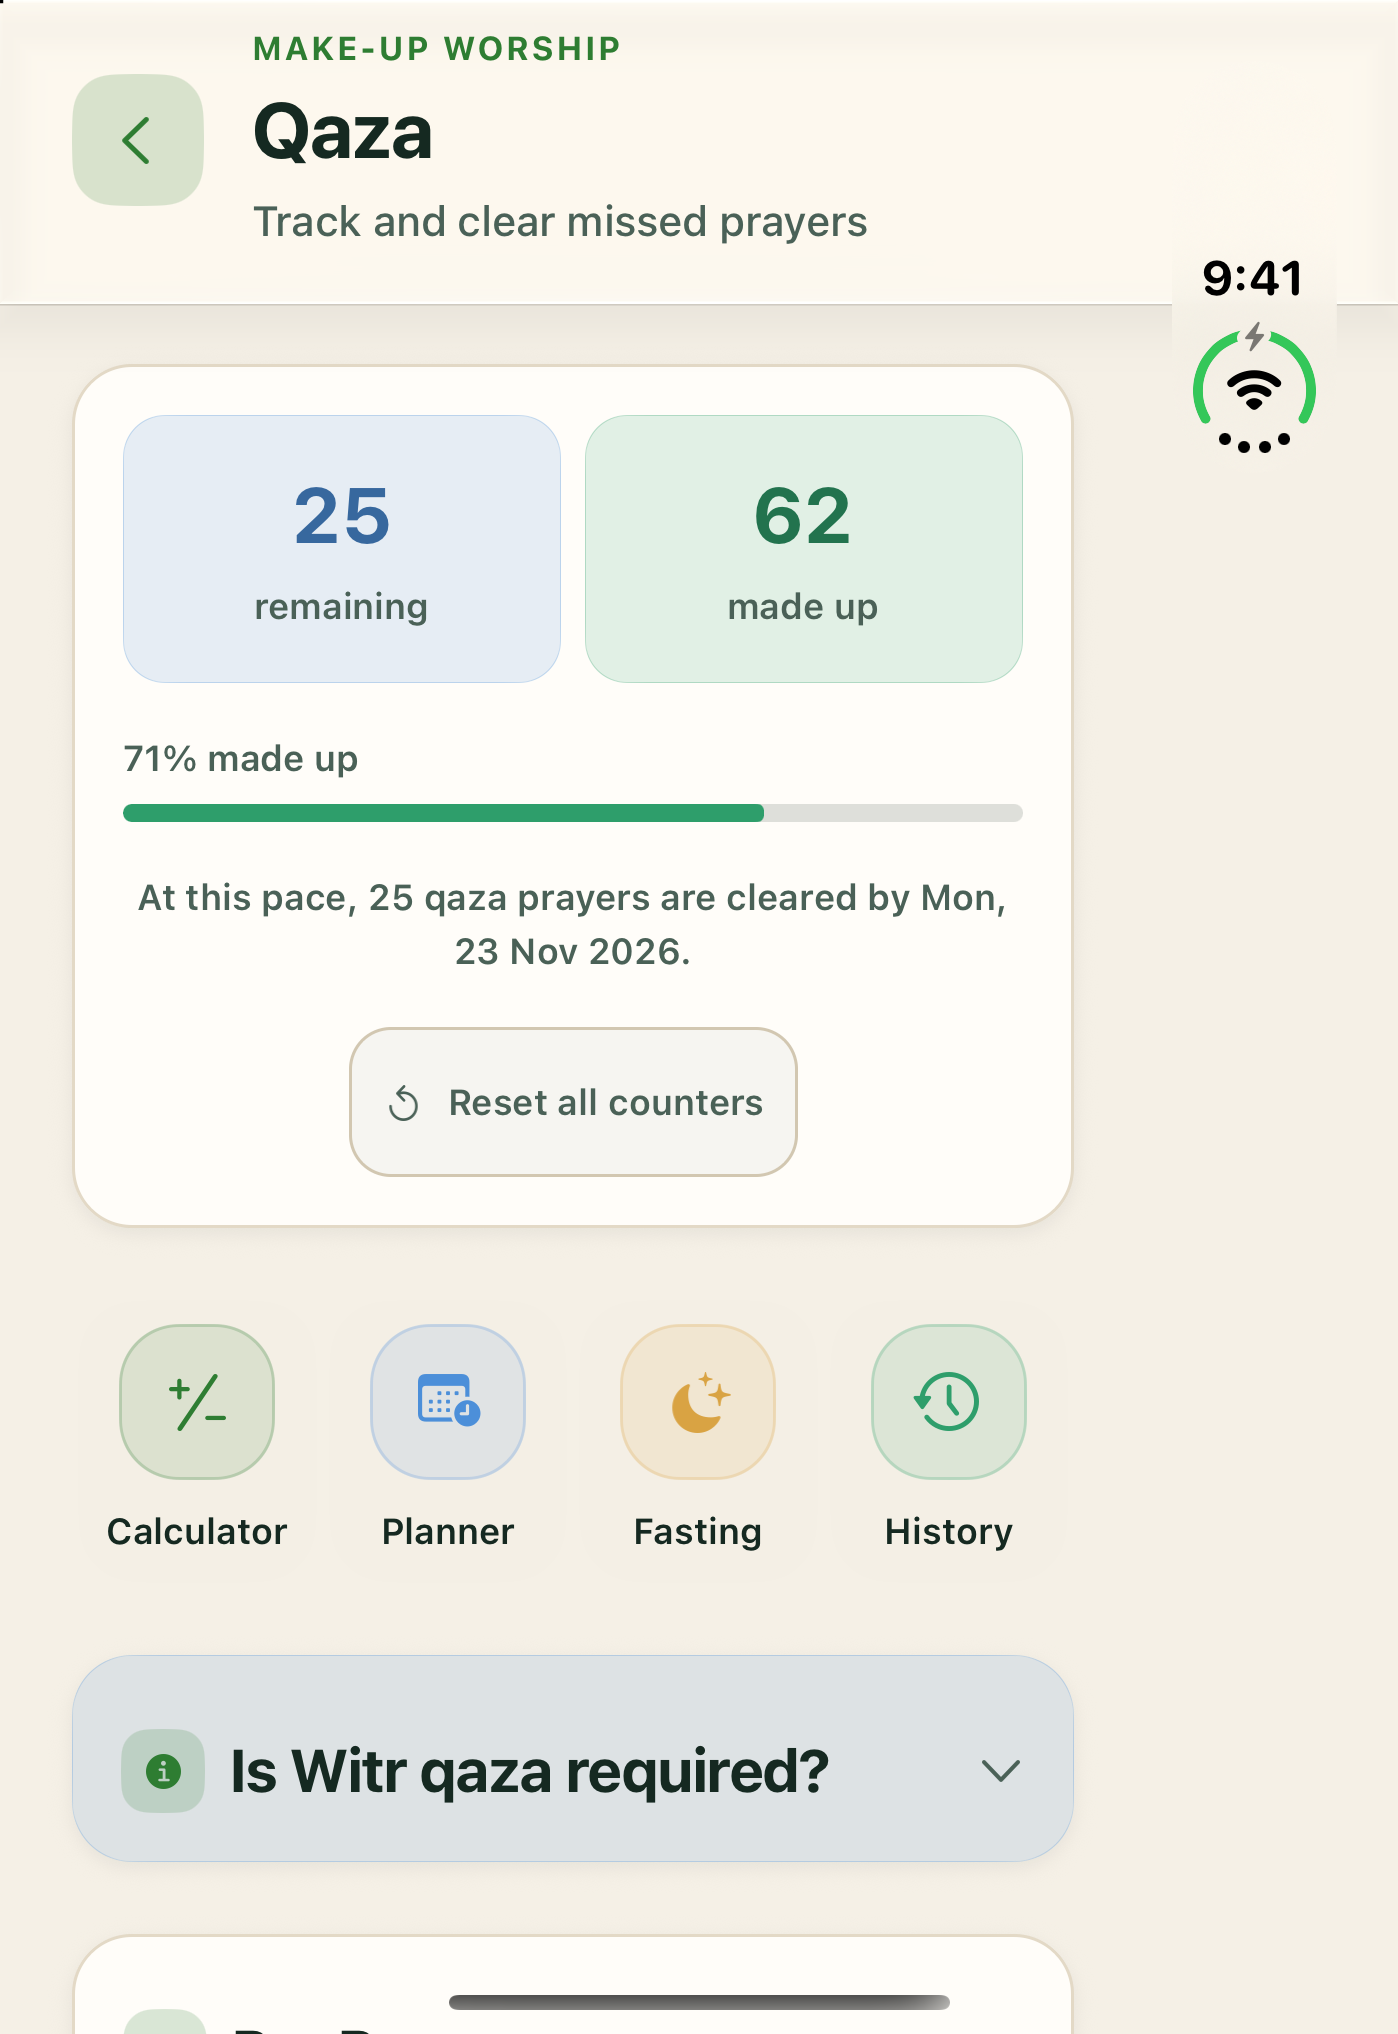 MAKE-UP WORSHIP
Qaza
Track and clear missed prayers
9:41
25
remaining
62
made up
71% made up
At this pace, 25 qaza prayers are cleared by Mon,
23 Nov 2026.
Reset all counters
Calculator
Planner
Fasting
History
Is Witr qaza required?